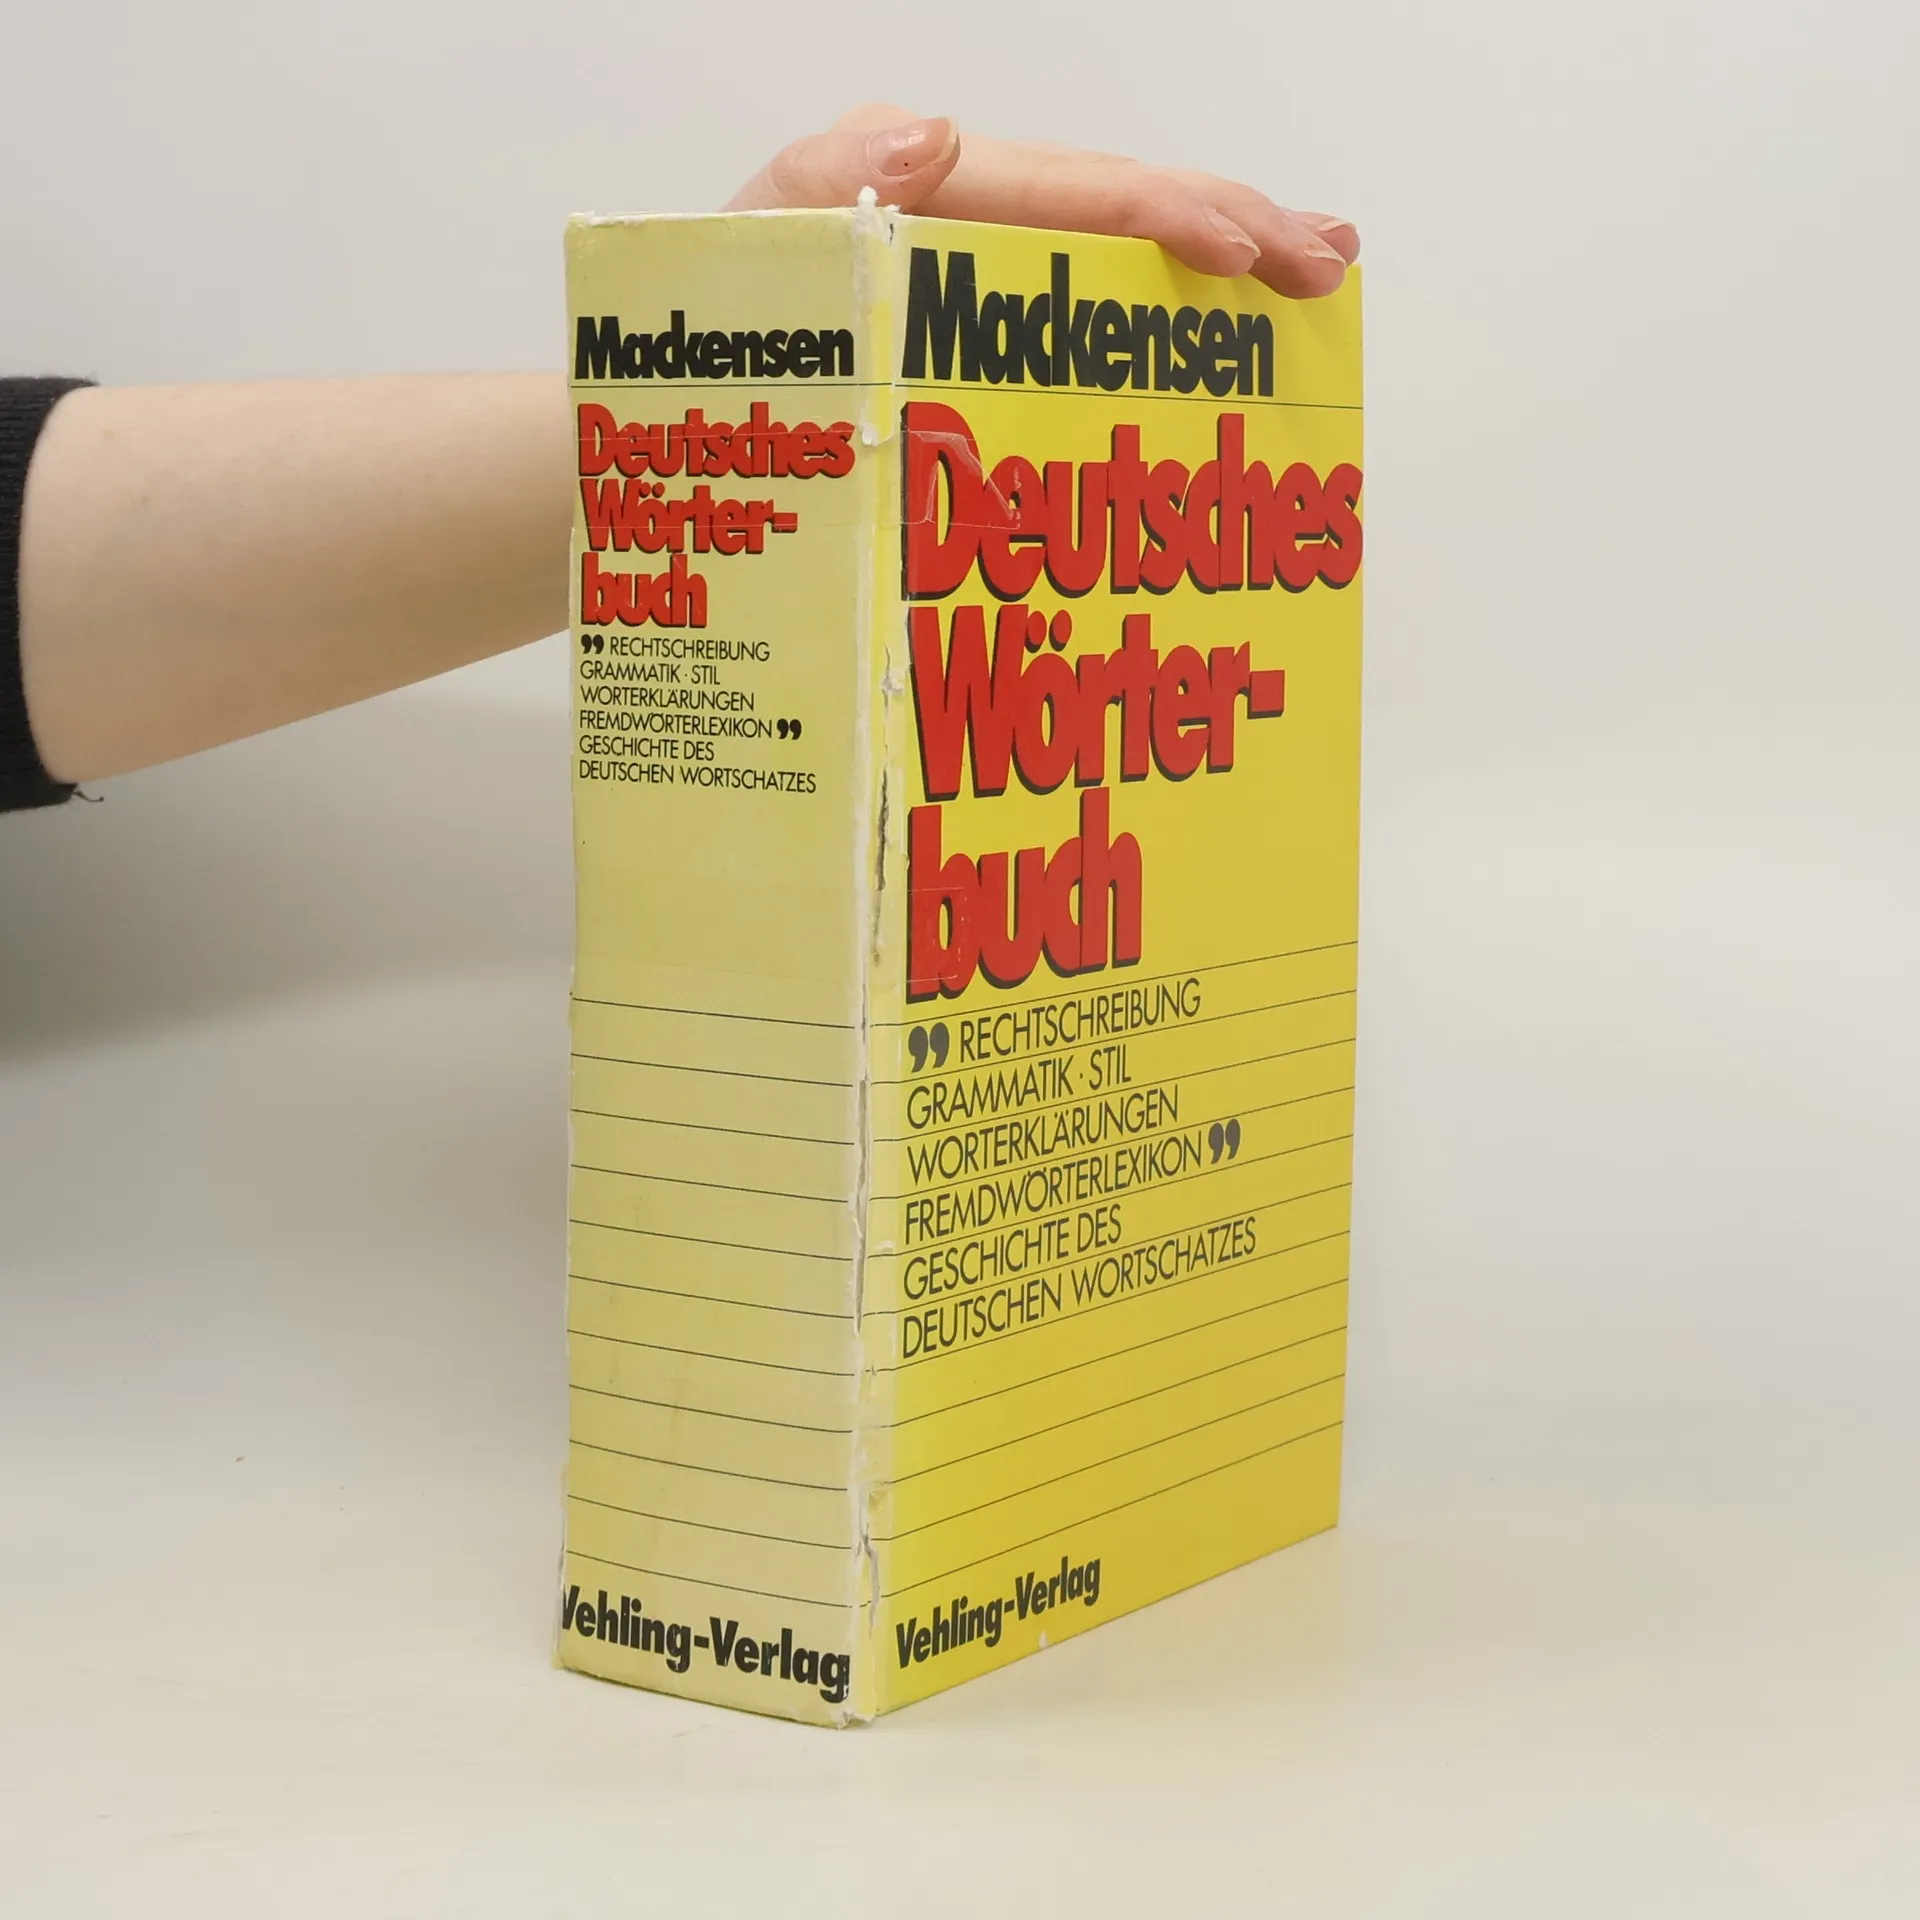 Mackensen
Deutsches
Wörter-
buch
❟❟ RECHTSCHREIBUNG
GRAMMATIK · STIL
WORTERKLÄRUNGEN
FREMDWÖRTERLEXIKON ❟❟
GESCHICHTE DES
DEUTSCHEN WORTSCHATZES
Vehling-Verlag
Mackensen
Deutsches
Wörter-
buch
❟❟ RECHTSCHREIBUNG
GRAMMATIK · STIL
WORTERKLÄRUNGEN
FREMDWÖRTERLEXIKON ❟❟
GESCHICHTE DES
DEUTSCHEN WORTSCHATZES
Vehling-Verlag